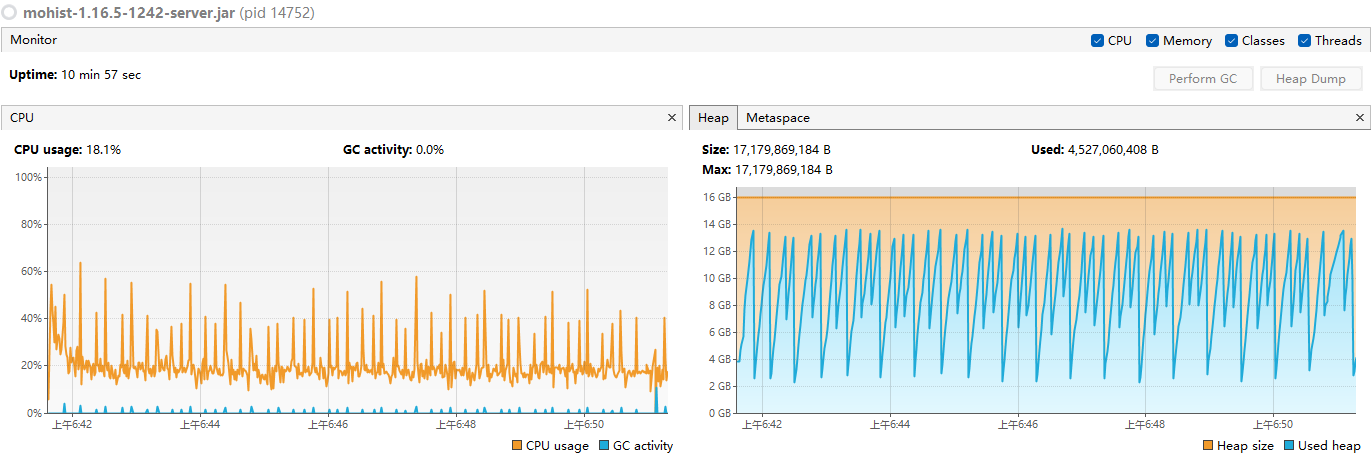 mohist-1.16.5-1242-server.jar (pid 14752)
Monitor
CPU Memory Classes Threads
Uptime: 10 min 57 sec
Perform GC Heap Dump
CPU ×
Heap Metaspace ×
CPU usage: 18.1% GC activity: 0.0%
100%
80%
60%
40%
20%
0%
上午6:42 上午6:44 上午6:46 上午6:48 上午6:50
CPU usage GC activity
Size: 17,179,869,184 B Used: 4,527,060,408 B
Max: 17,179,869,184 B
16 GB
14 GB
12 GB
10 GB
8 GB
6 GB
4 GB
2 GB
0 GB
上午6:42 上午6:44 上午6:46 上午6:48 上午6:50
Heap size Used heap